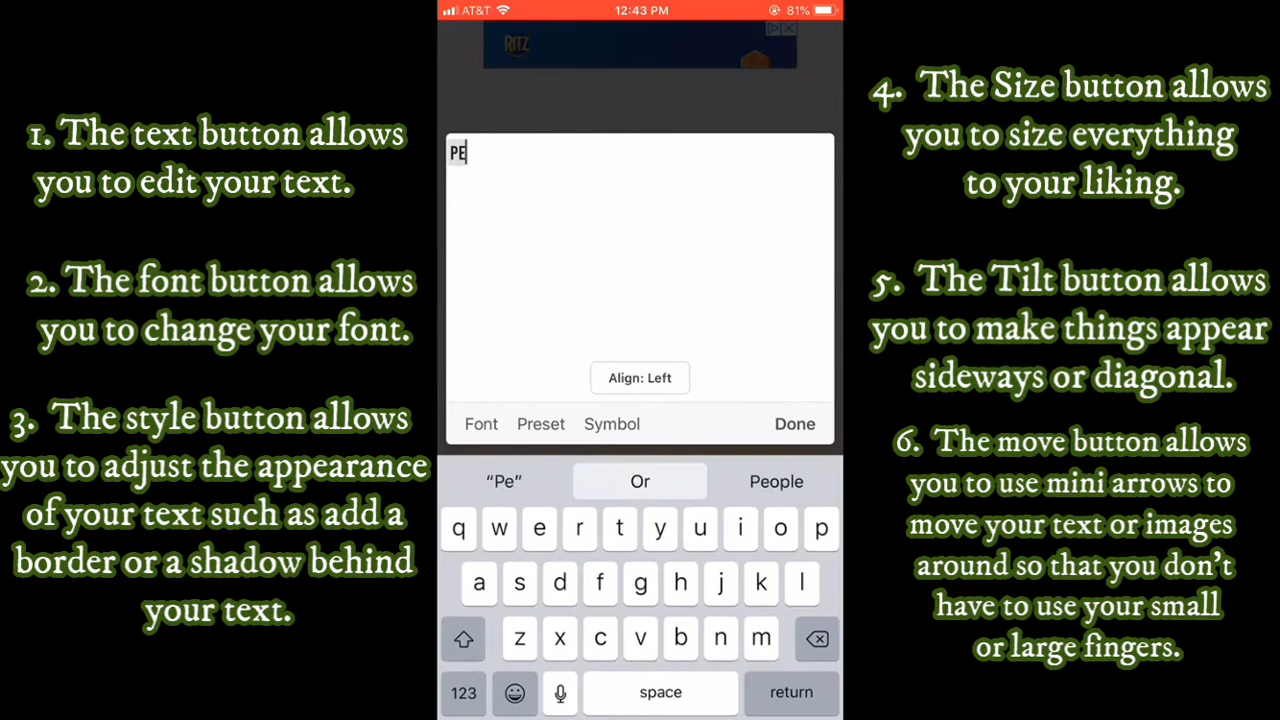 AT&T 12:43 PM 81%
RITZ
1. The text button allows
you to edit your text.
2. The font button allows
you to change your font.
3. The style button allows
you to adjust the appearance
of your text such as add a
border or a shadow behind
your text.
PE
Align: Left
Font Preset Symbol Done
“Pe” Or People
q w e r t y u i o p
a s d f g h j k l
z x c v b n m
123 space return
4. The Size button allows
you to size everything
to your liking.
5. The Tilt button allows
you to make things appear
sideways or diagonal.
6. The move button allows
you to use mini arrows to
move your text or images
around so that you don't
have to use your small
or large fingers.